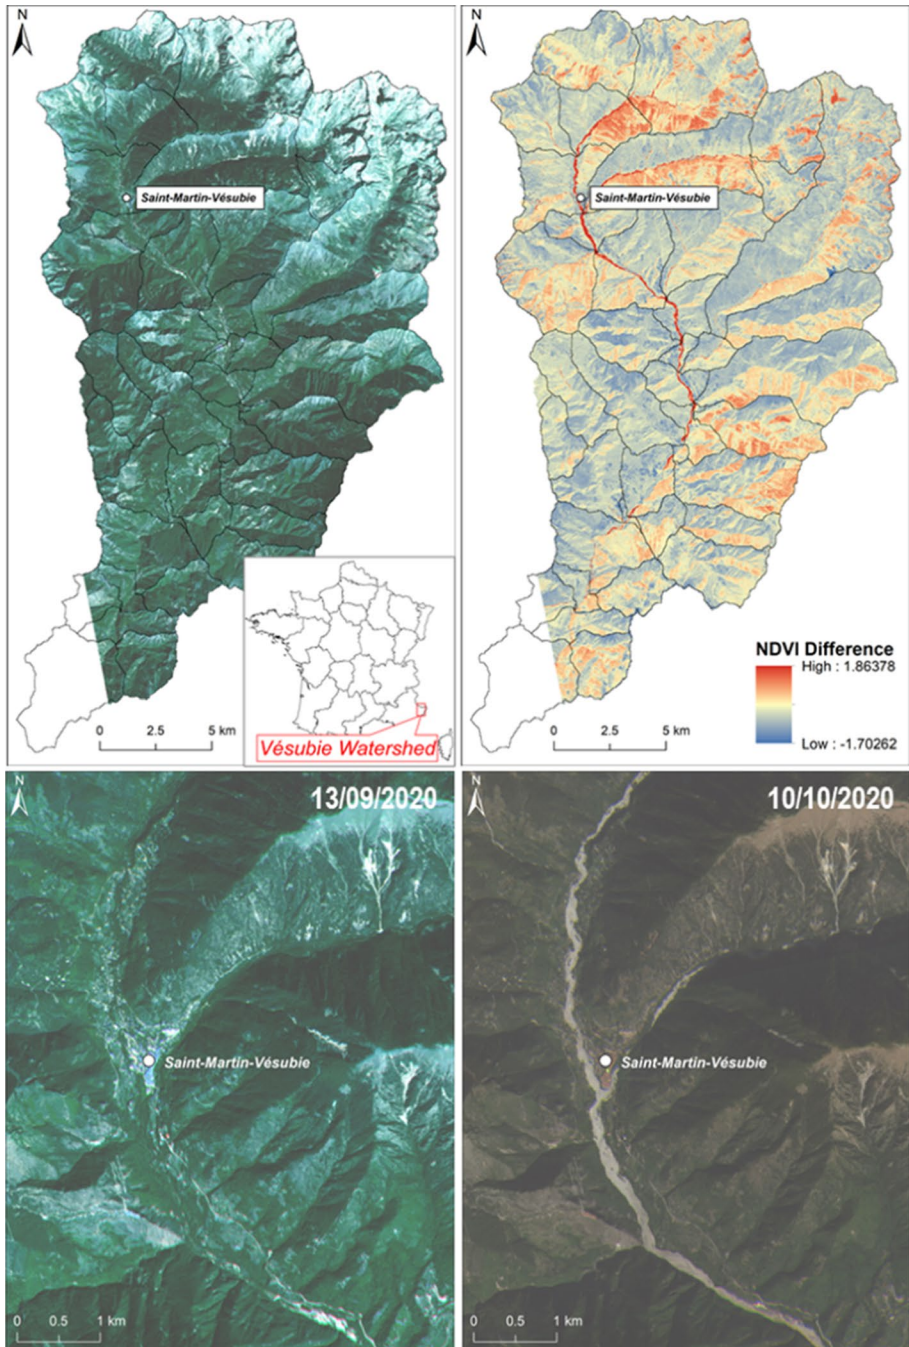 N
Saint-Martin-Vésubie
0 2.5 5 km
Vésubie Watershed
N
Saint-Martin-Vésubie
NDVI Difference
High : 1.86378
Low : -1.70262
0 2.5 5 km
N
13/09/2020
Saint-Martin-Vésubie
0 0.5 1 km
N
10/10/2020
Saint-Martin-Vésubie
0 0.5 1 km